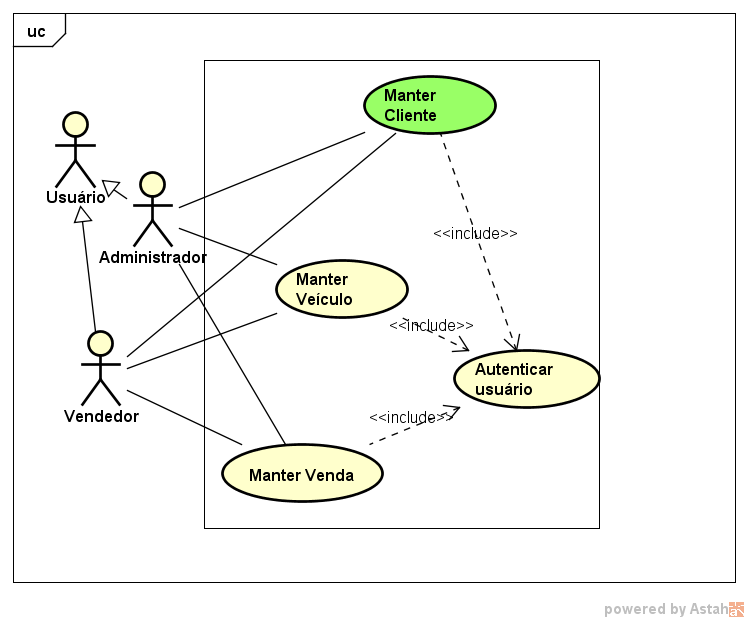 uc
Manter
Cliente
Usuário
<<include>>
Administrador
Manter
Veículo
<<include>>
Autenticar
usuário
Vendedor
<<include>>
Manter Venda
powered by Astah